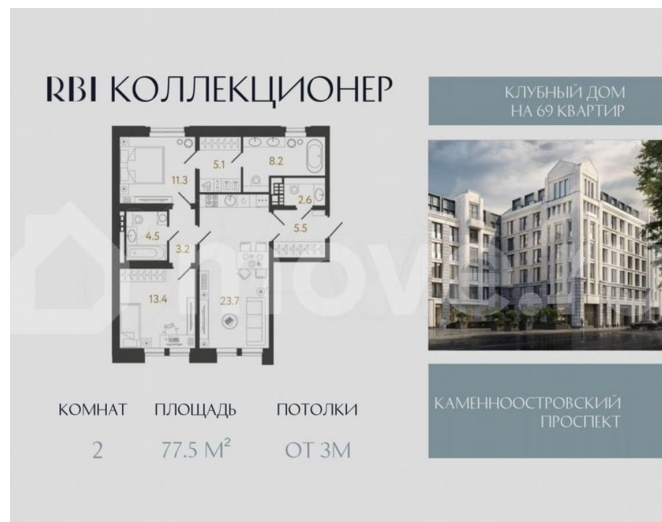 RBI КОЛЛЕКЦИОНЕР
КЛУБНЫЙ ДОМ
НА 69 КВАРТИР
11.3
5.1
8.2
2.6
5.5
4.5
3.2
13.4
23.7
КОМНАТ ПЛОЩАДЬ ПОТОЛКИ
2 77.5 М² ОТ 3М
КАМЕННООСТРОВСКИЙ
ПРОСПЕКТ